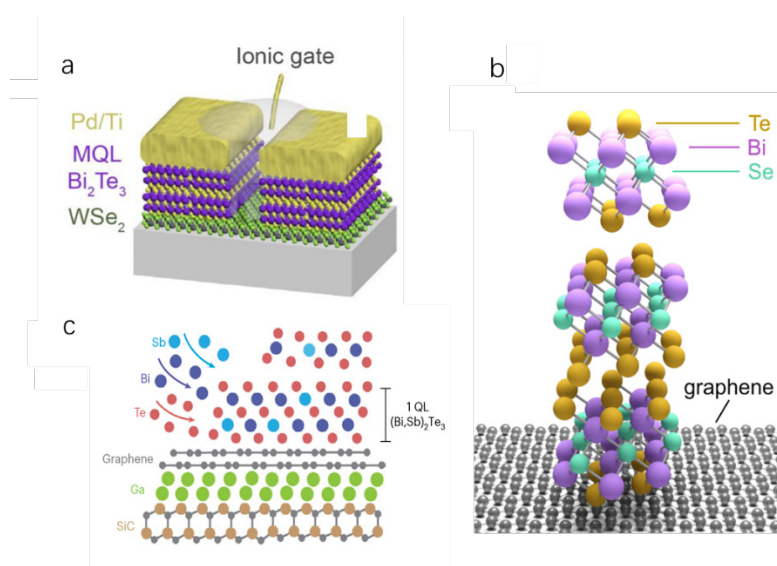 a
Ionic gate
Pd/Ti
MQL
Bi₂Te₃
WSe₂
b
Te
Bi
Se
graphene
c
Sb
Bi
Te
1 QL
(Bi,Sb)₂Te₃
Graphene
Ga
SiC